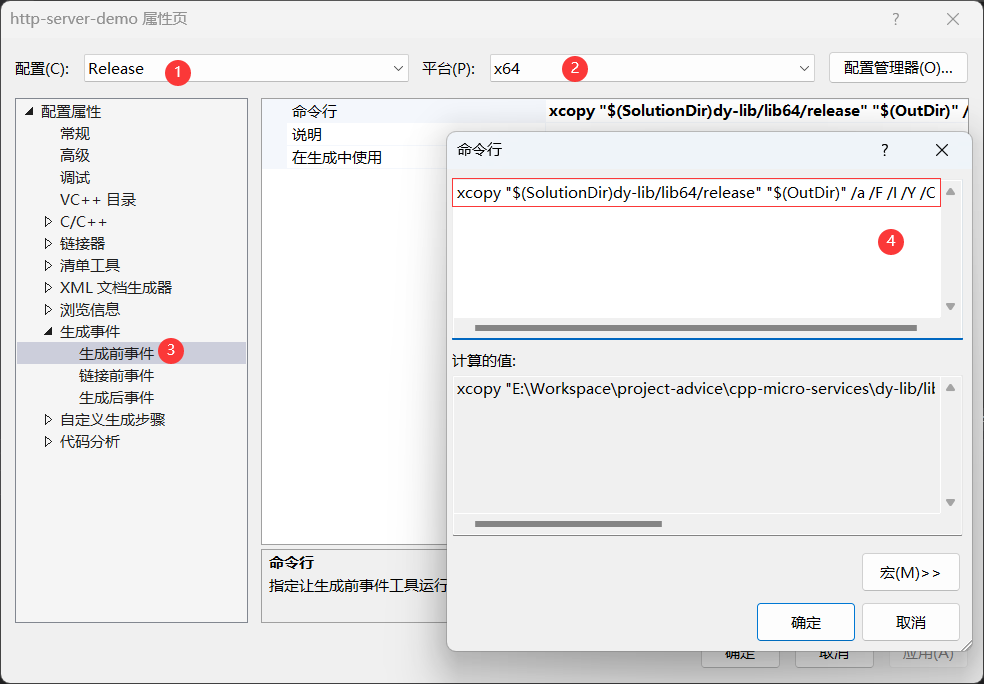 http-server-demo 属性页
?
配置(C): Release 1 平台(P): x64 2 配置管理器(O)...
配置属性
常规
高级
调试
VC++ 目录
C/C++
链接器
清单工具
XML 文档生成器
浏览信息
生成事件
生成前事件 3
链接前事件
生成后事件
自定义生成步骤
代码分析
命令行 xcopy "$(SolutionDir)dy-lib/lib64/release" "$(OutDir)" /
说明
在生成中使用
命令行
指定让生成前事件工具运行
命令行 ?
xcopy "$(SolutionDir)dy-lib/lib64/release" "$(OutDir)" /a /F /I /Y /C
4
计算的值:
xcopy "E:\Workspace\project-advice\cpp-micro-services\dy-lib/lib
宏(M)>>
确定 取消
确定 取消 应用(A)